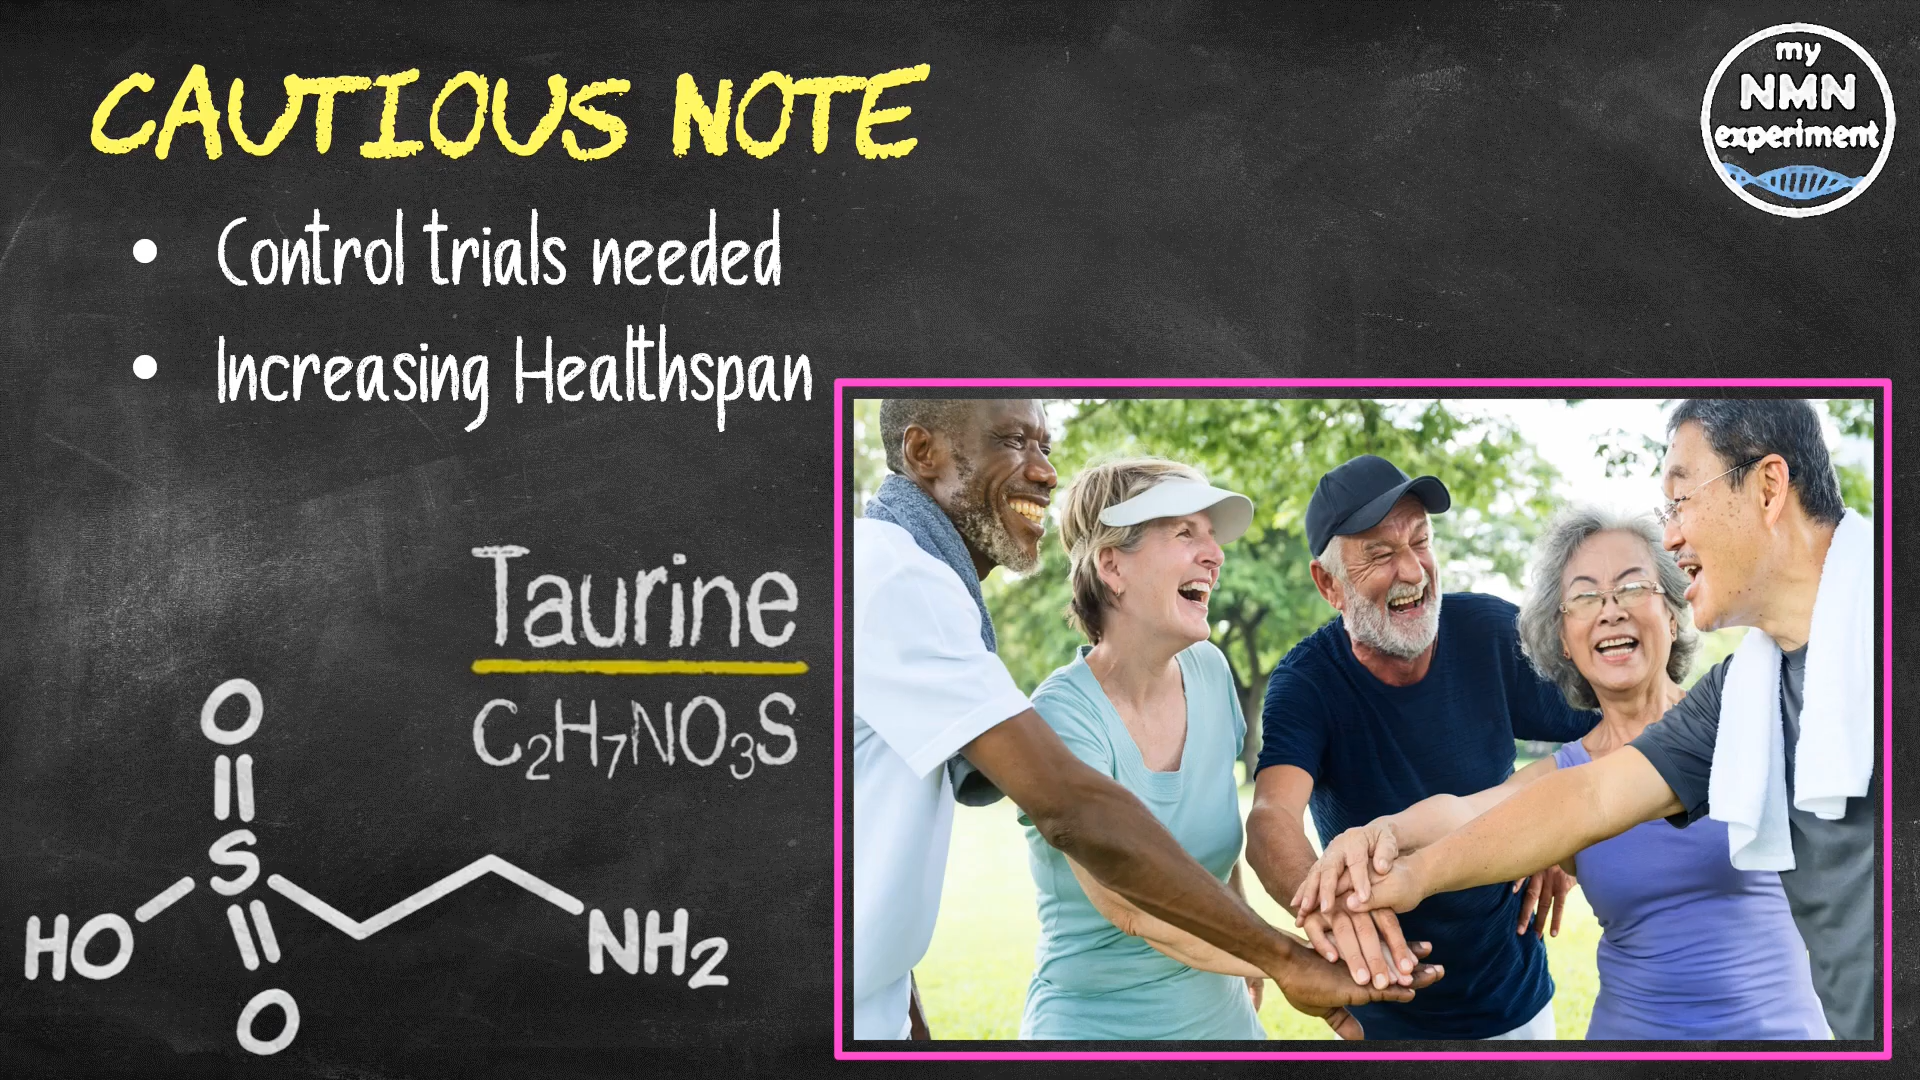 CAUTIOUS NOTE
• Control trials needed
• Increasing Healthspan
my
NMN
experiment
Taurine
C₂H₇NO₃S
O
S
HO
NH₂
O